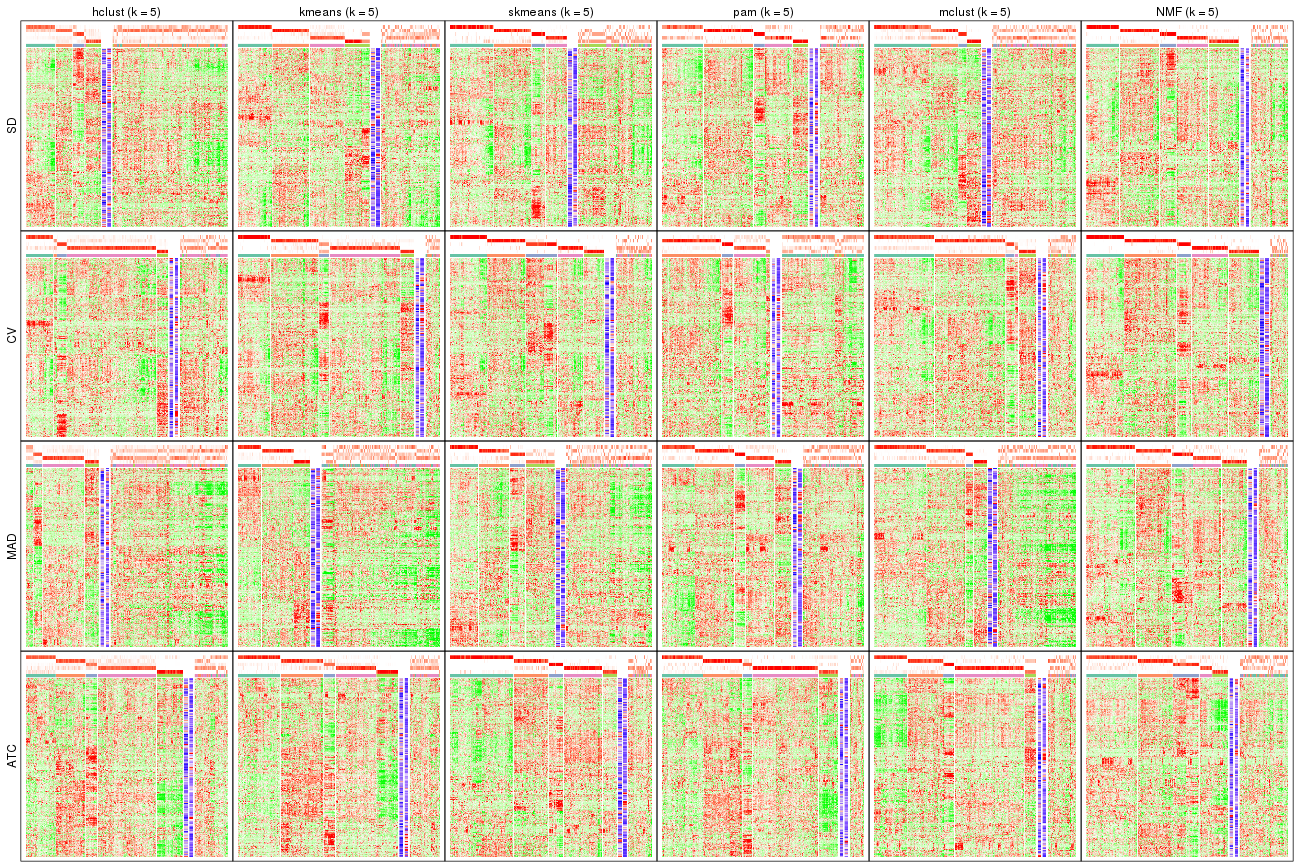 hclust (k = 5)
kmeans (k = 5)
skmeans (k = 5)
pam (k = 5)
mclust (k = 5)
NMF (k = 5)
SD
CV
MAD
ATC